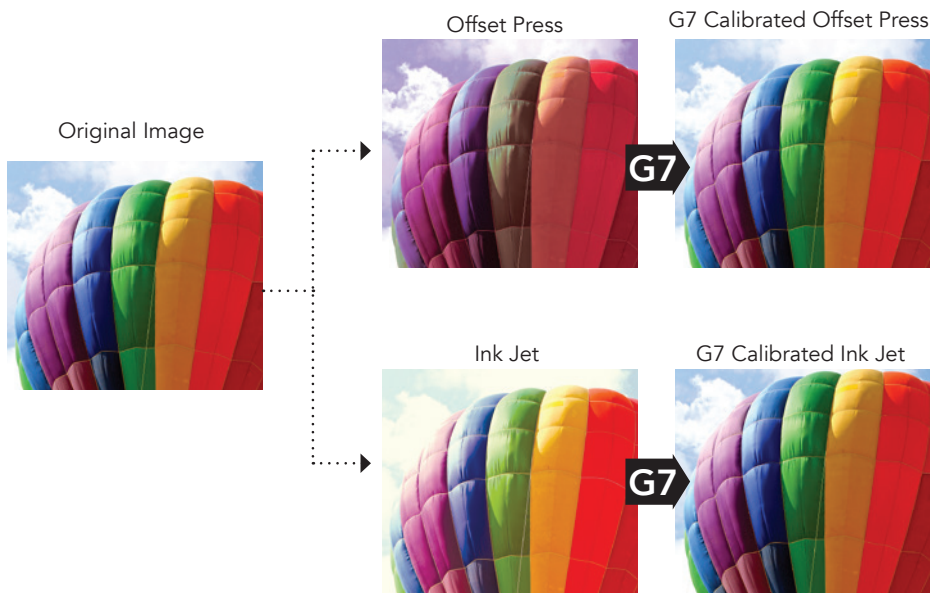 Original Image
Offset Press
G7
G7 Calibrated Offset Press
Ink Jet
G7
G7 Calibrated Ink Jet